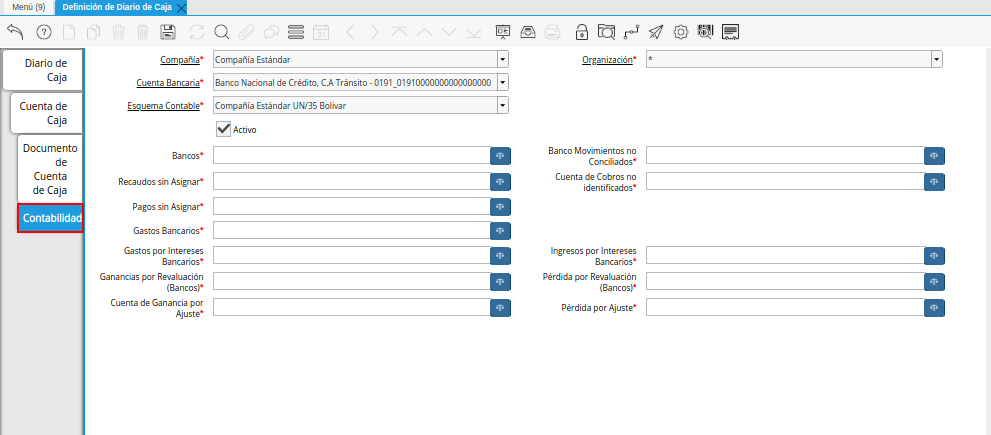 Menú (9)
Definición de Diario de Caja
Diario de
Caja
Cuenta de
Caja
Documento
de
Cuenta
de Caja
Contabilidad
Compañía* Compañía Estándar
Organización* *
Cuenta Bancaria* Banco Nacional de Crédito, C.A Tránsito - 0191_01910000000000000000
Esquema Contable* Compañía Estándar UN/35 Bolivar
Activo
Bancos*
Banco Movimientos no
Conciliados*
Recaudos sin Asignar*
Cuenta de Cobros no
identificados*
Pagos sin Asignar*
Gastos Bancarios*
Gastos por Intereses
Bancarios*
Ingresos por Intereses
Bancarios*
Ganancias por Revaluación
(Bancos)*
Pérdida por Revaluación
(Bancos)*
Cuenta de Ganancia por
Ajuste*
Pérdida por Ajuste*